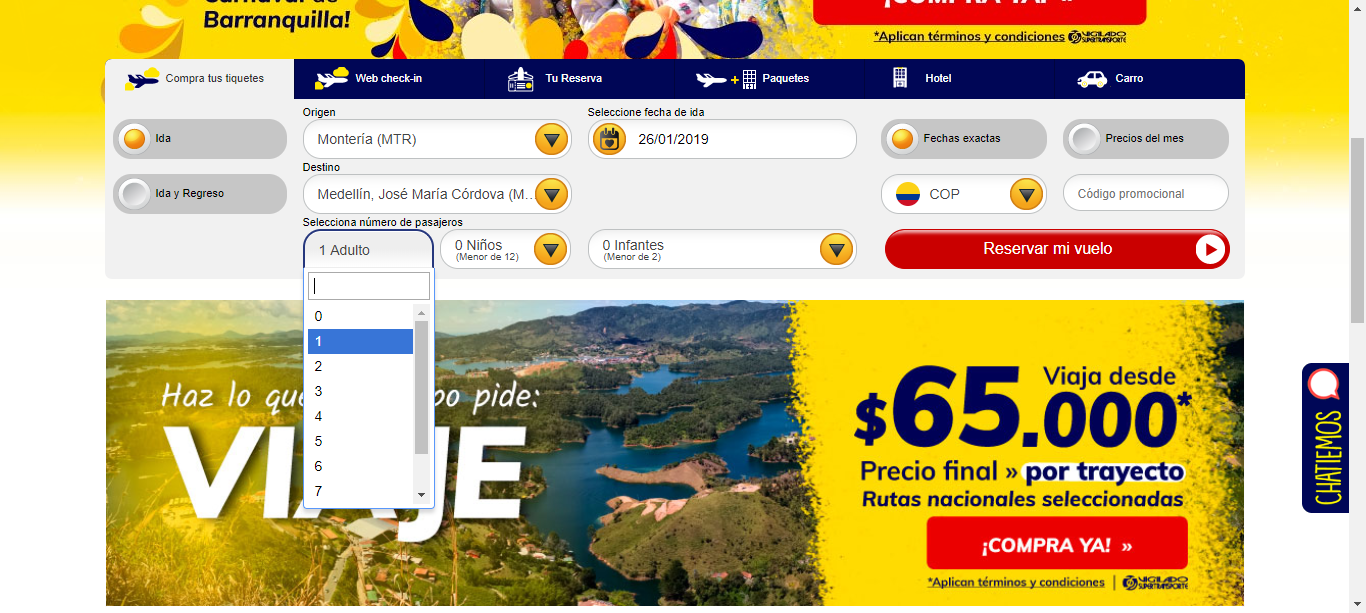 Carnaval de
Barranquilla!
¡COMPRA YA! »
*Aplican términos y condiciones
VIGILADO
SUPERTRANSPORTE
Compra tus tiquetes
Web check-in
Tu Reserva
Paquetes
Hotel
Carro
Ida
Ida y Regreso
Origen
Montería (MTR)
Seleccione fecha de ida
26/01/2019
Fechas exactas
Precios del mes
Destino
Medellín, José María Córdova (M...
COP
Código promocional
Selecciona número de pasajeros
1 Adulto
0 Niños
(Menor de 12)
0 Infantes
(Menor de 2)
Reservar mi vuelo
0
1
2
3
4
5
6
7
Haz lo que po pide:
VIAJE
Viaja desde
$65.000*
Precio final » por trayecto
Rutas nacionales seleccionadas
¡COMPRA YA! »
*Aplican términos y condiciones
VIGILADO
SUPERTRANSPORTE
CHATIEMOS